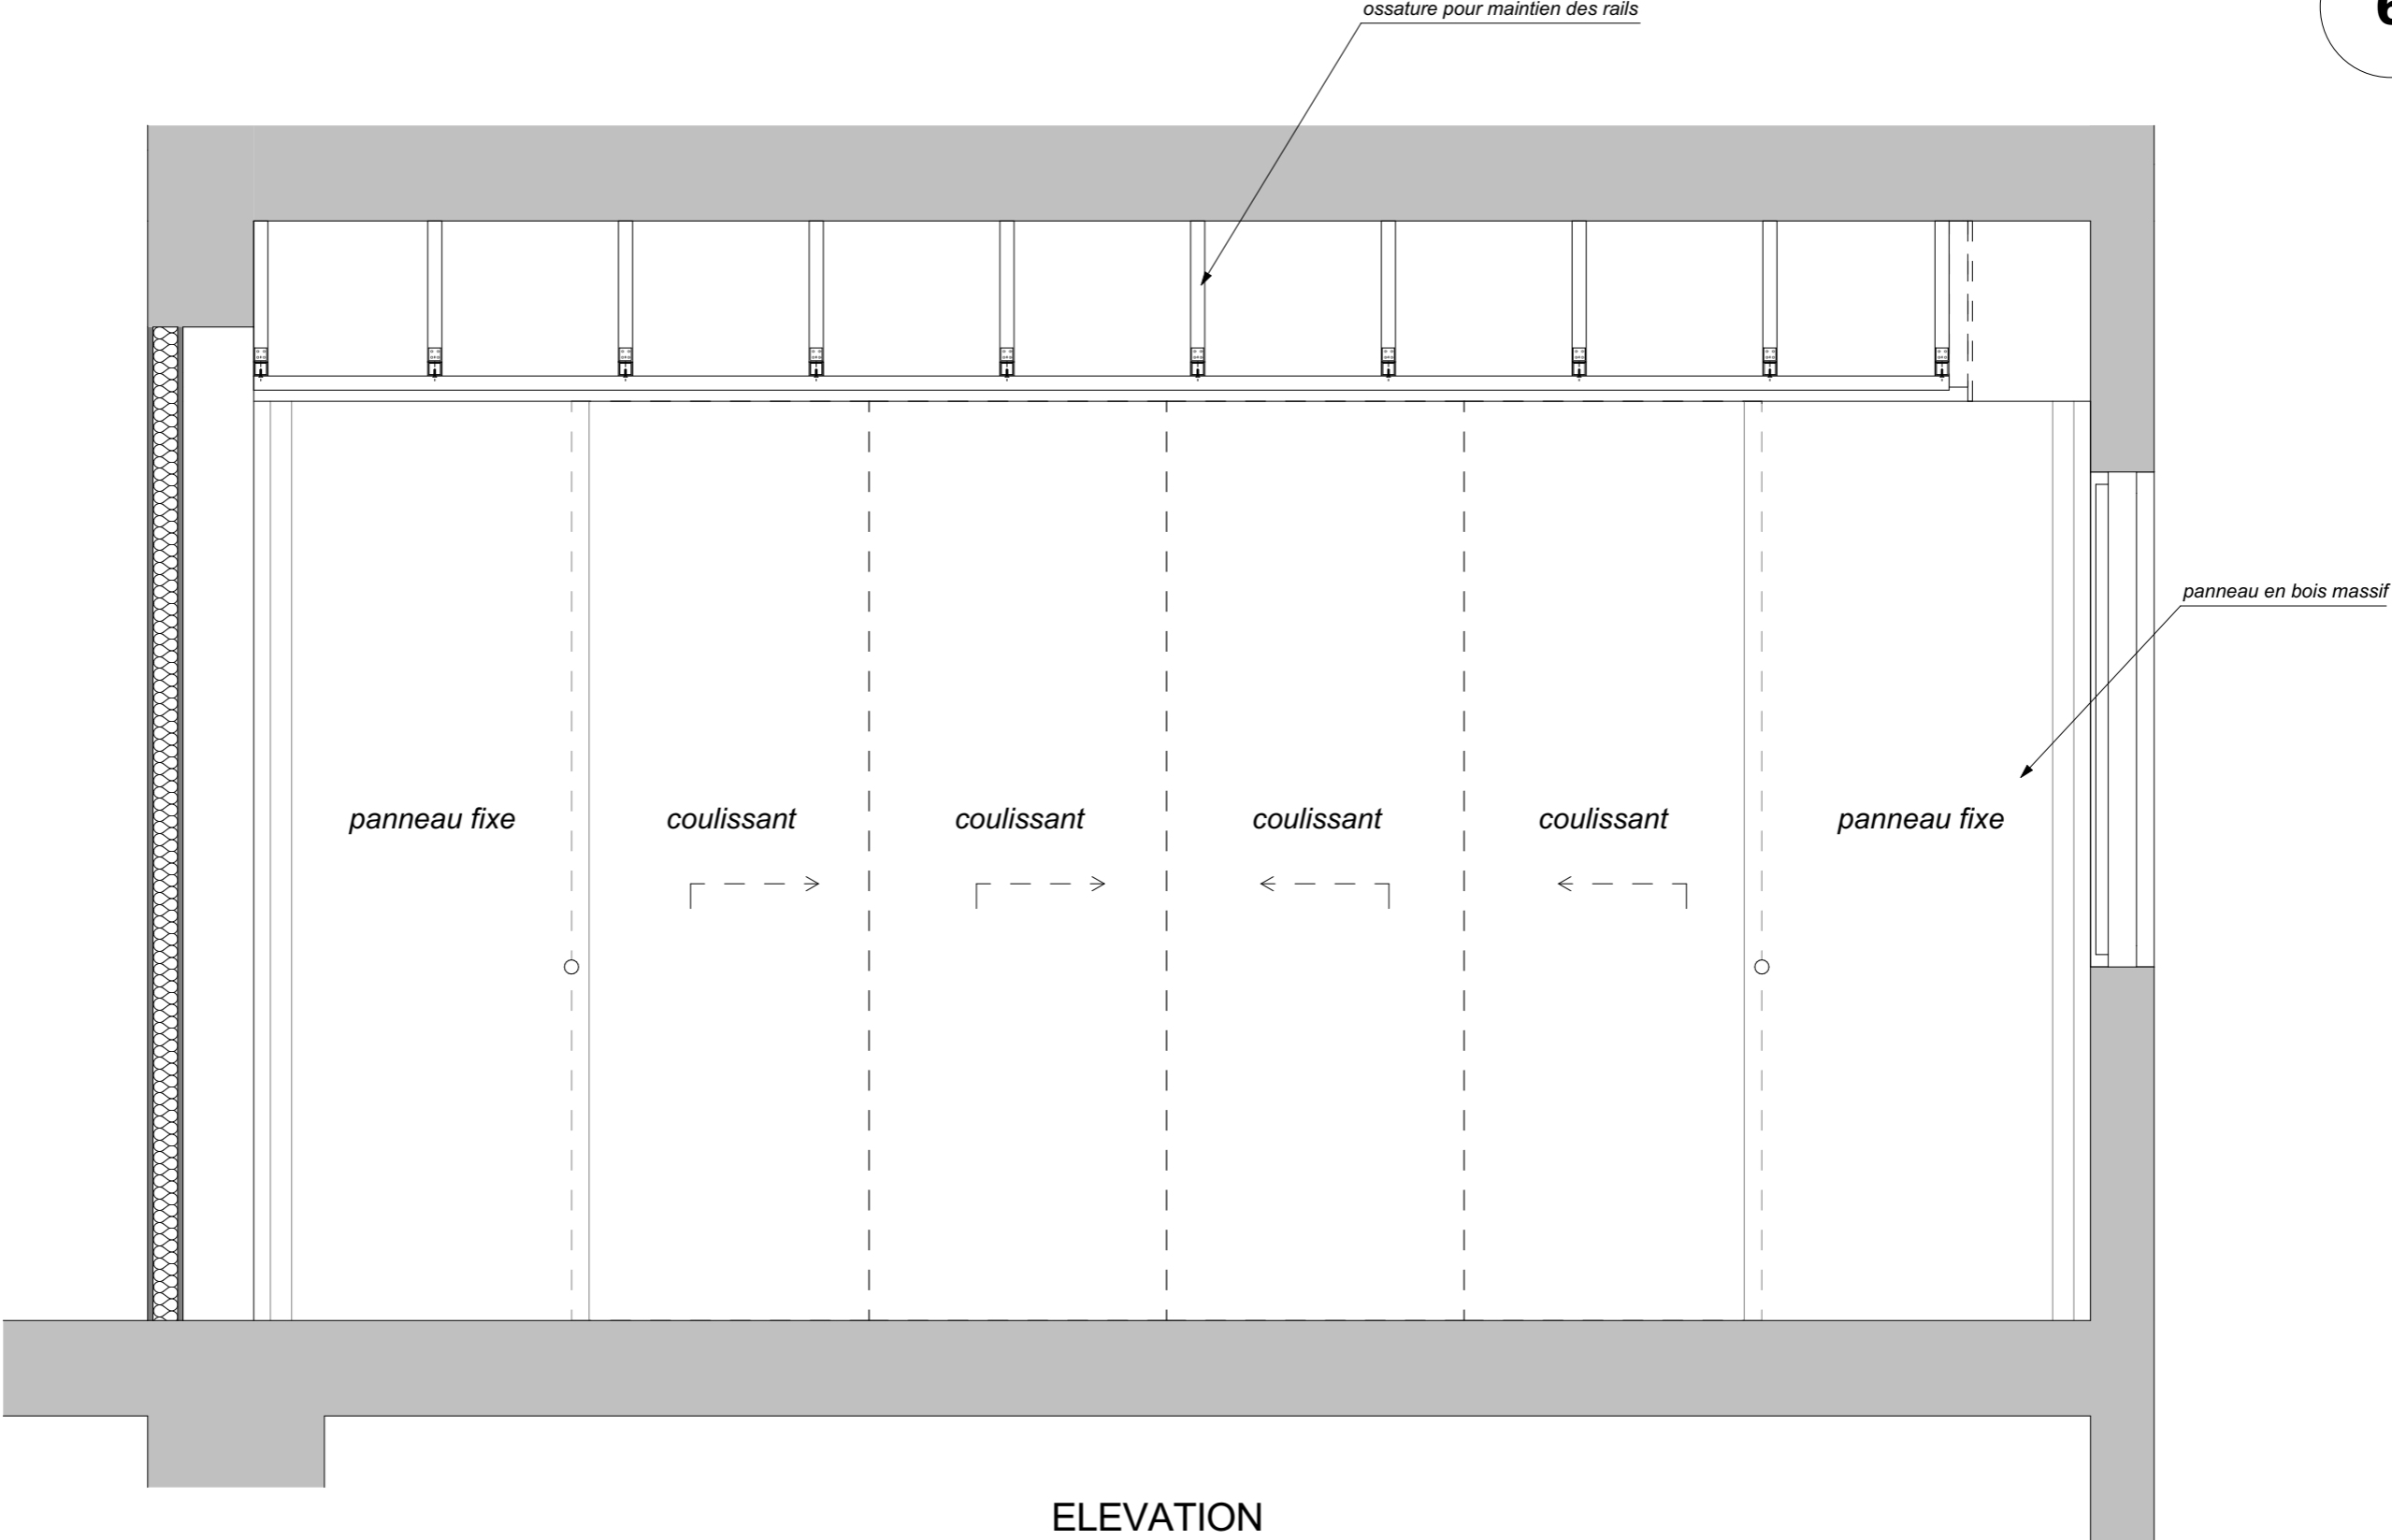 ossature pour maintien des rails
panneau en bois massif
panneau fixe
coulissant
coulissant
coulissant
coulissant
panneau fixe
ELEVATION